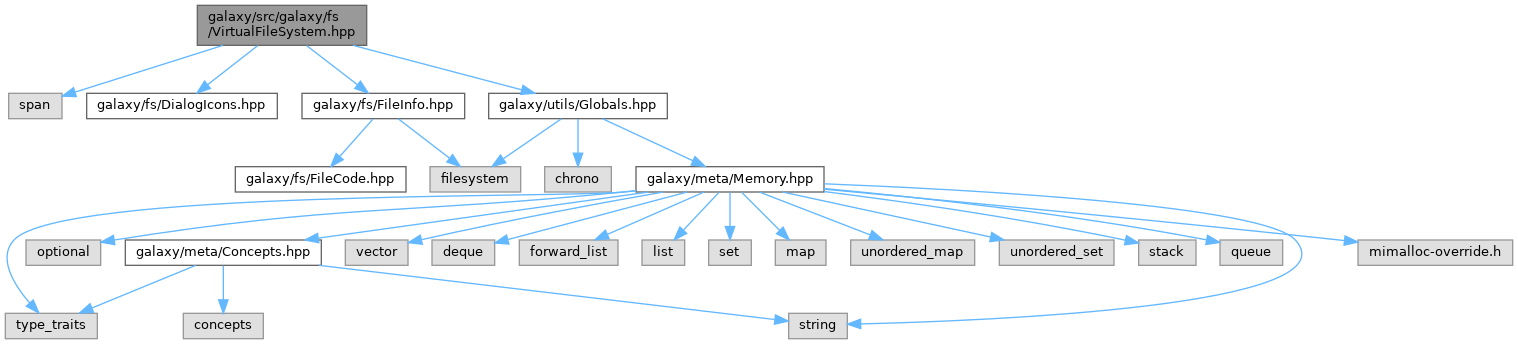 galaxy/src/galaxy/fs
/VirtualFileSystem.hpp
span
galaxy/fs/DialogIcons.hpp
galaxy/fs/FileInfo.hpp
galaxy/utils/Globals.hpp
galaxy/fs/FileCode.hpp
filesystem
chrono
galaxy/meta/Memory.hpp
optional
galaxy/meta/Concepts.hpp
vector
deque
forward_list
list
set
map
unordered_map
unordered_set
stack
queue
mimalloc-override.h
type_traits
concepts
string